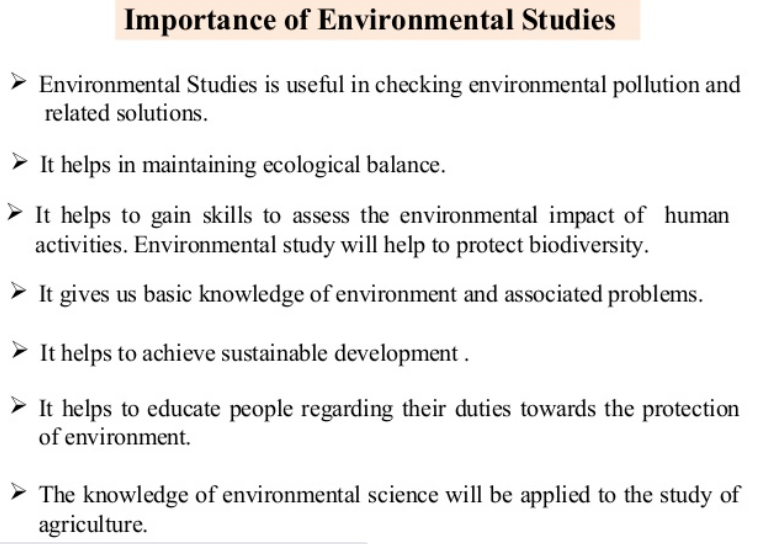 Importance of Environmental Studies
➢ Environmental Studies is useful in checking environmental pollution and
related solutions.
➢ It helps in maintaining ecological balance.
➢ It helps to gain skills to assess the environmental impact of human
activities. Environmental study will help to protect biodiversity.
➢ It gives us basic knowledge of environment and associated problems.
➢ It helps to achieve sustainable development .
➢ It helps to educate people regarding their duties towards the protection
of environment.
➢ The knowledge of environmental science will be applied to the study of
agriculture.